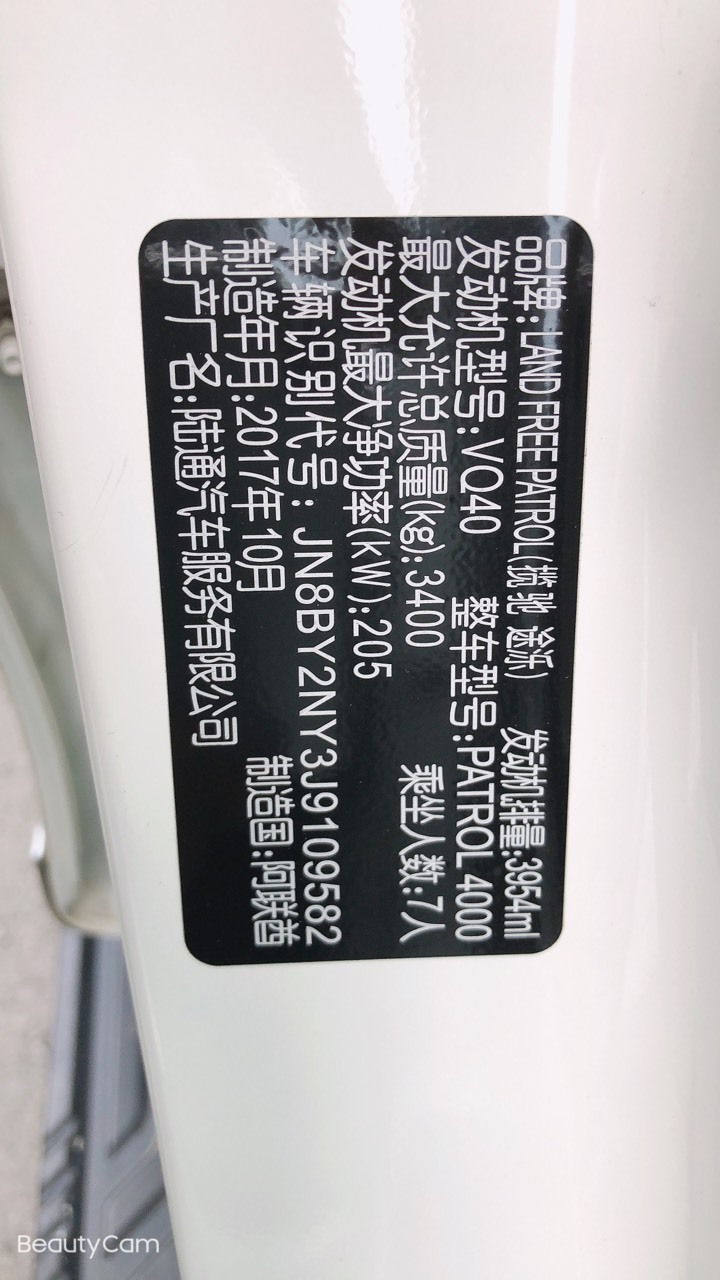 品牌:LAND FREE PATROL(揽驰 途泺) 发动机排量:3954ml
发动机型号:VQ40 整车型号:PATROL 4000
最大允许总质量(kg):3400 乘坐人数:7人
发动机最大净功率(kW):205
车辆识别代号:JN8BY2NY3J9109582
制造年月:2017年10月 制造国:阿联酋
生产厂名:陆通汽车服务有限公司
BeautyCam